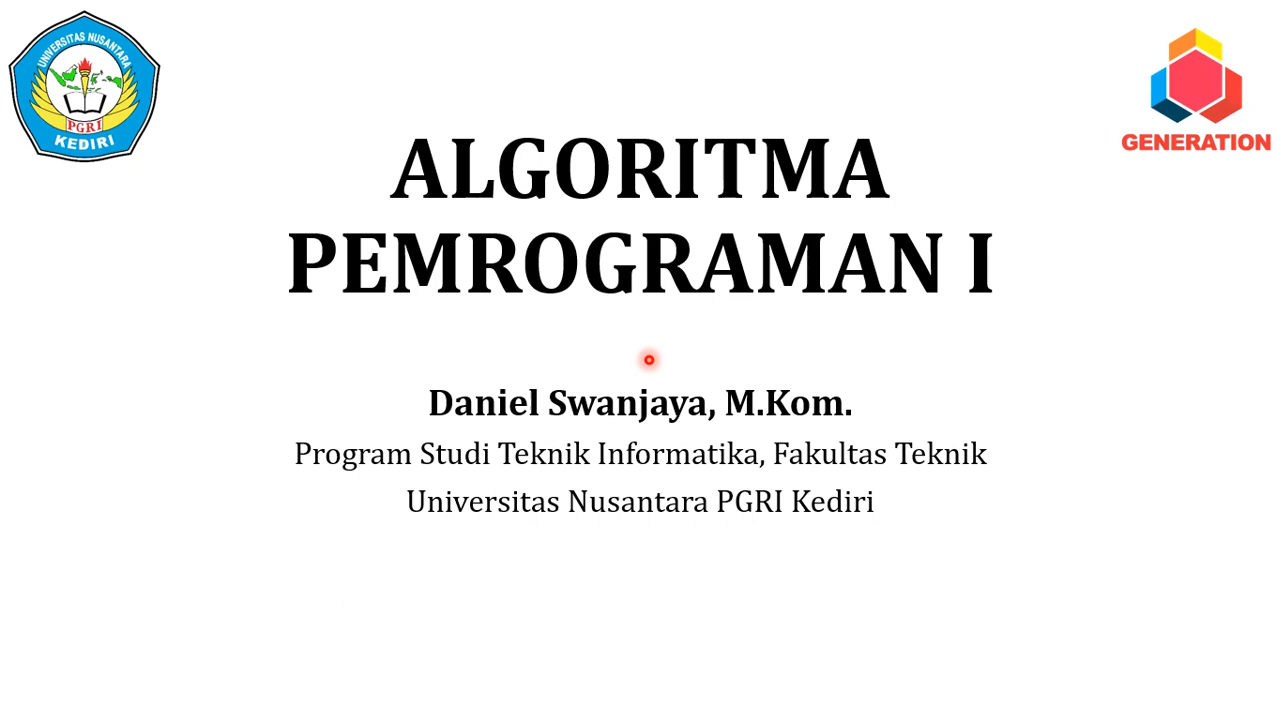 UNIVERSITAS NUSANTARA
PGRI
KEDIRI
GENERATION
ALGORITMA
PEMROGRAMAN I
Daniel Swanjaya, M.Kom.
Program Studi Teknik Informatika, Fakultas Teknik
Universitas Nusantara PGRI Kediri